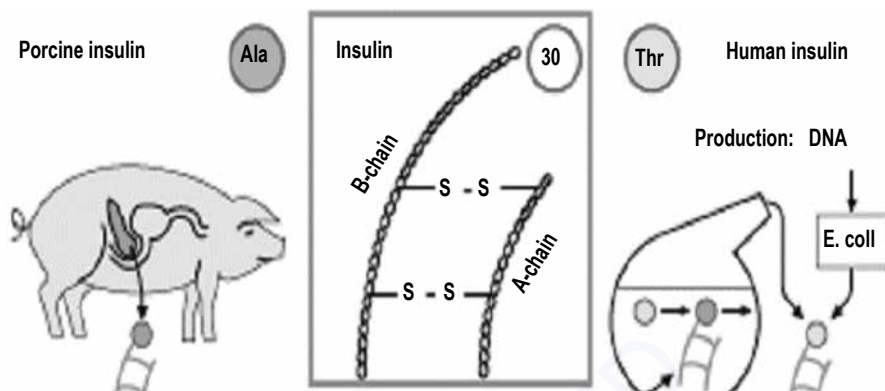 Porcine insulin
Ala
Insulin
30
Thr
Human insulin
Production: DNA
B-chain
S - S
E. coll
A-chain
S - S